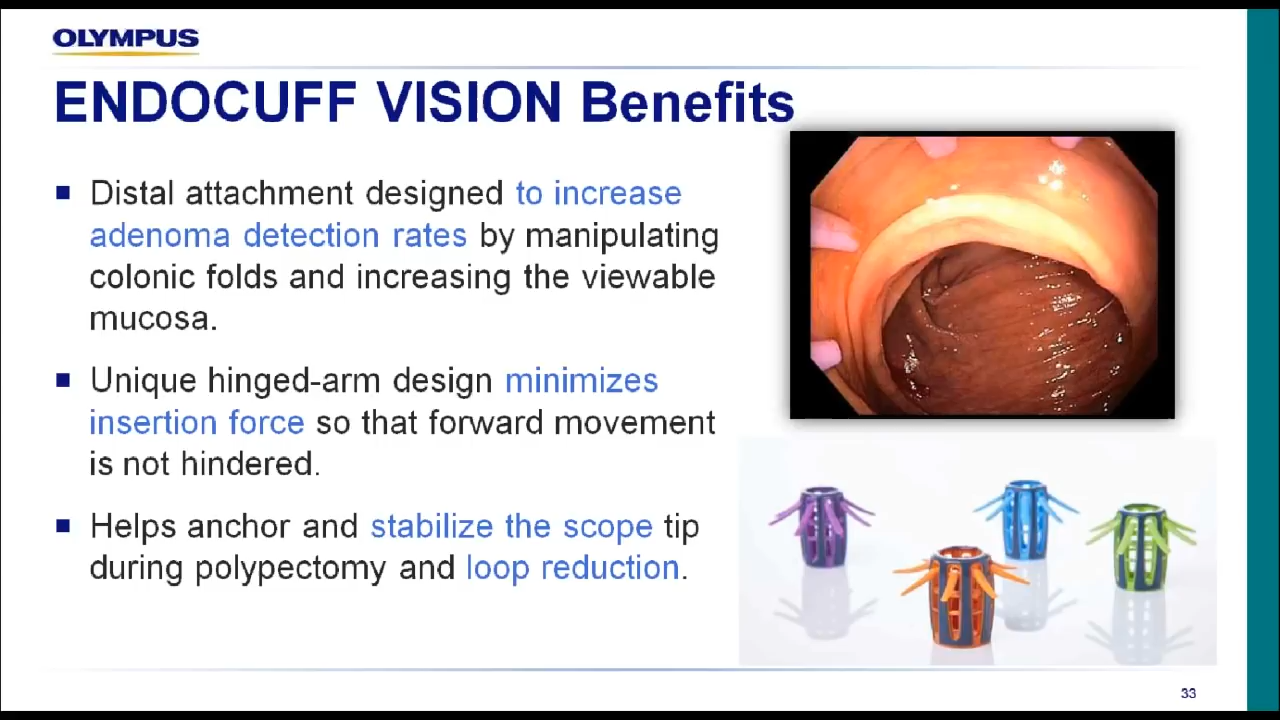 OLYMPUS
ENDOCUFF VISION Benefits
Distal attachment designed to increase
adenoma detection rates by manipulating
colonic folds and increasing the viewable
mucosa.
Unique hinged-arm design minimizes
insertion force so that forward movement
is not hindered.
Helps anchor and stabilize the scope tip
during polypectomy and loop reduction.
33